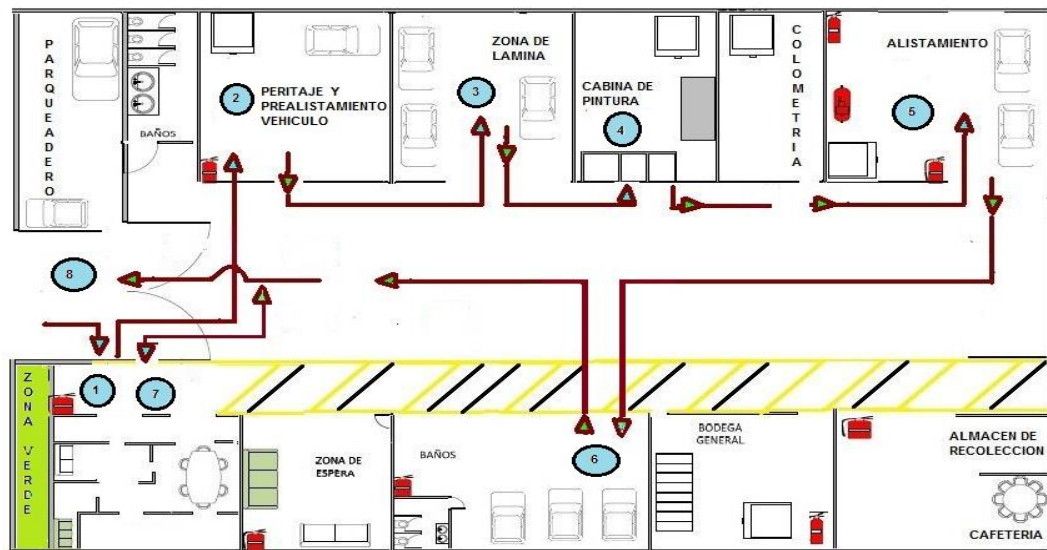 PARQUEADERO
BAÑOS
2
PERITAJE Y
PREALISTAMIENTO
VEHICULO
3
ZONA DE
LAMINA
CABINA DE
PINTURA
4
COLOMETRIA
ALISTAMIENTO
5
8
1
7
ZONA VERDE
ZONA DE
ESPERA
BAÑOS
6
BODEGA
GENERAL
ALMACEN DE
RECOLECCION
CAFETERIA